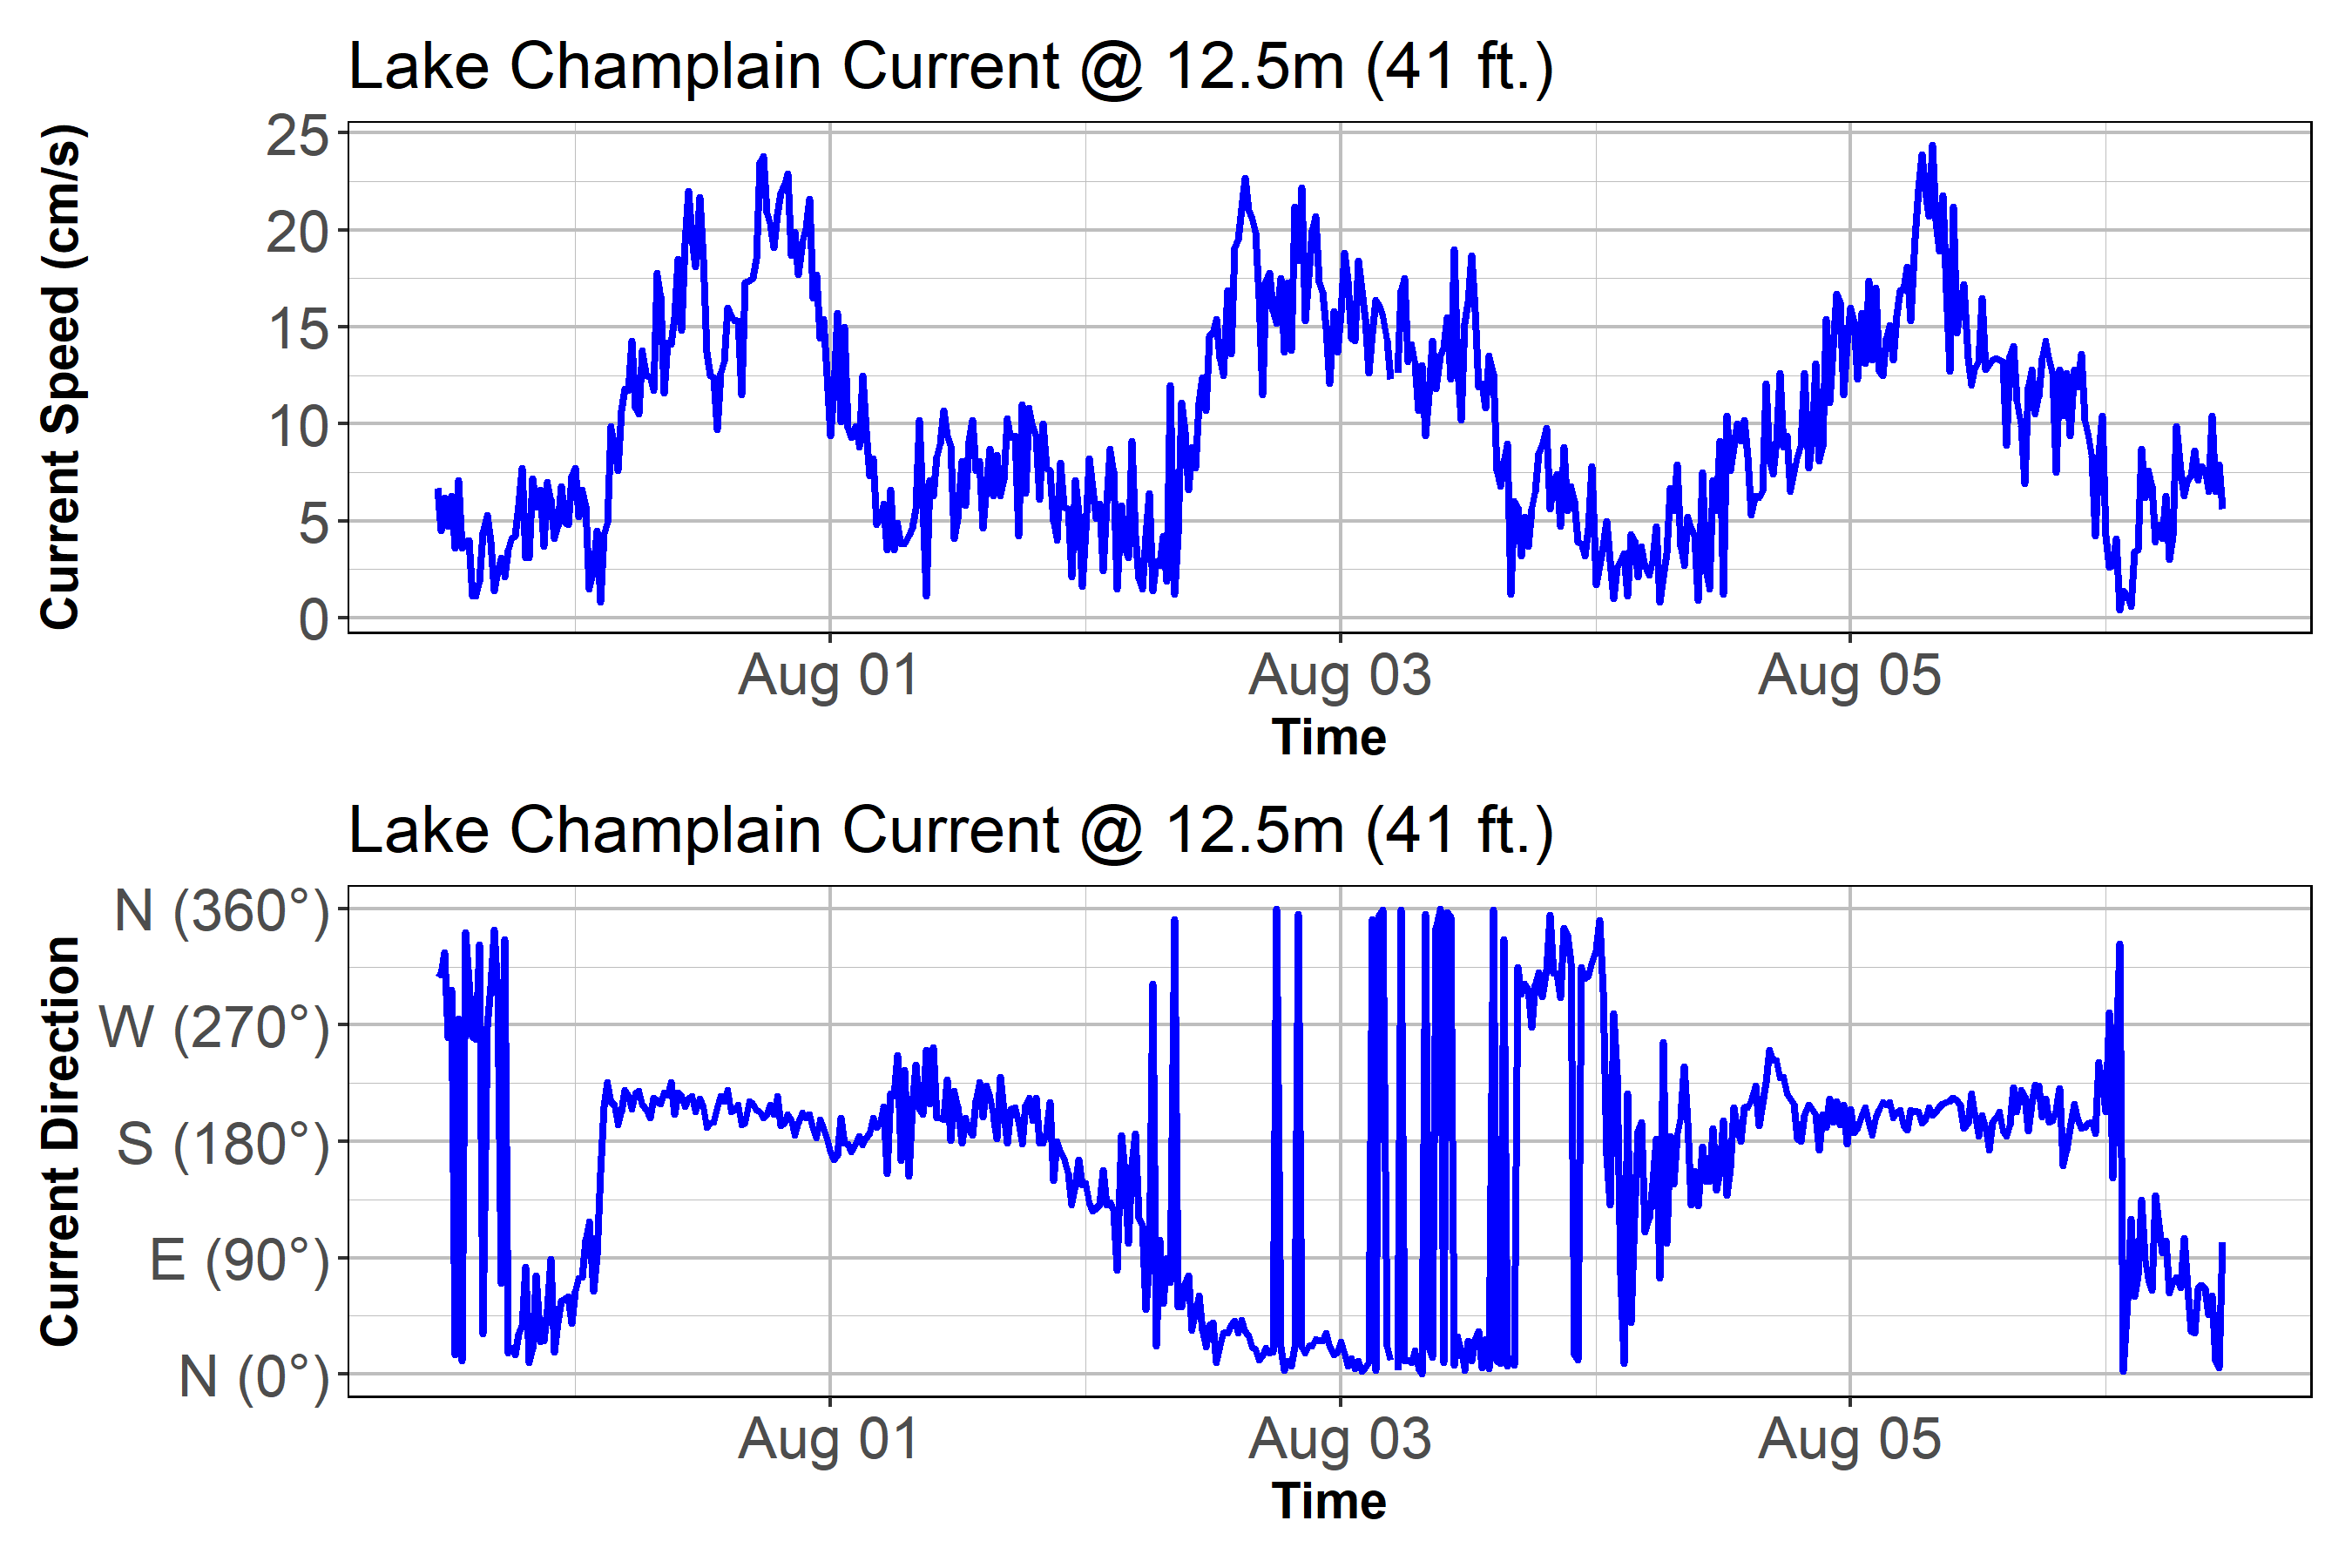 Lake Champlain Current @ 12.5m (41 ft.)
Current Speed (cm/s)
25
20
15
10
5
0
Aug 01
Aug 03
Aug 05
Time
Lake Champlain Current @ 12.5m (41 ft.)
Current Direction
N (360°)
W (270°)
S (180°)
E (90°)
N (0°)
Aug 01
Aug 03
Aug 05
Time